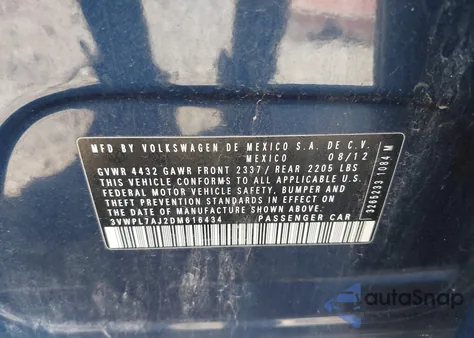 MFD BY VOLKSWAGEN DE MEXICO S.A. DE C.V.
MEXICO 08/12
GVWR 4432 GAWR FRONT 2337/ REAR 2205 LBS
THIS VEHICLE CONFORMS TO ALL APPLICABLE U.S.
FEDERAL MOTOR VEHICLE SAFETY, BUMPER AND
THEFT PREVENTION STANDARDS IN EFFECT ON THE
DATE OF MANUFACTURE SHOWN ABOVE.
3VWPL7AJ2DM616434 PASSENGER CAR
3265233 1084 M
autoSnap